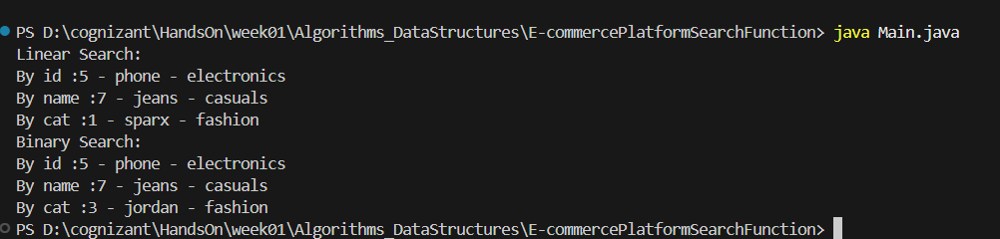 PS D:\cognizant\HandsOn\week01\Algorithms_DataStructures\E-commercePlatformSearchFunction> java Main.java
Linear Search:
By id :5 - phone - electronics
By name :7 - jeans - casuals
By cat :1 - sparx - fashion
Binary Search:
By id :5 - phone - electronics
By name :7 - jeans - casuals
By cat :3 - jordan - fashion
PS D:\cognizant\HandsOn\week01\Algorithms_DataStructures\E-commercePlatformSearchFunction>